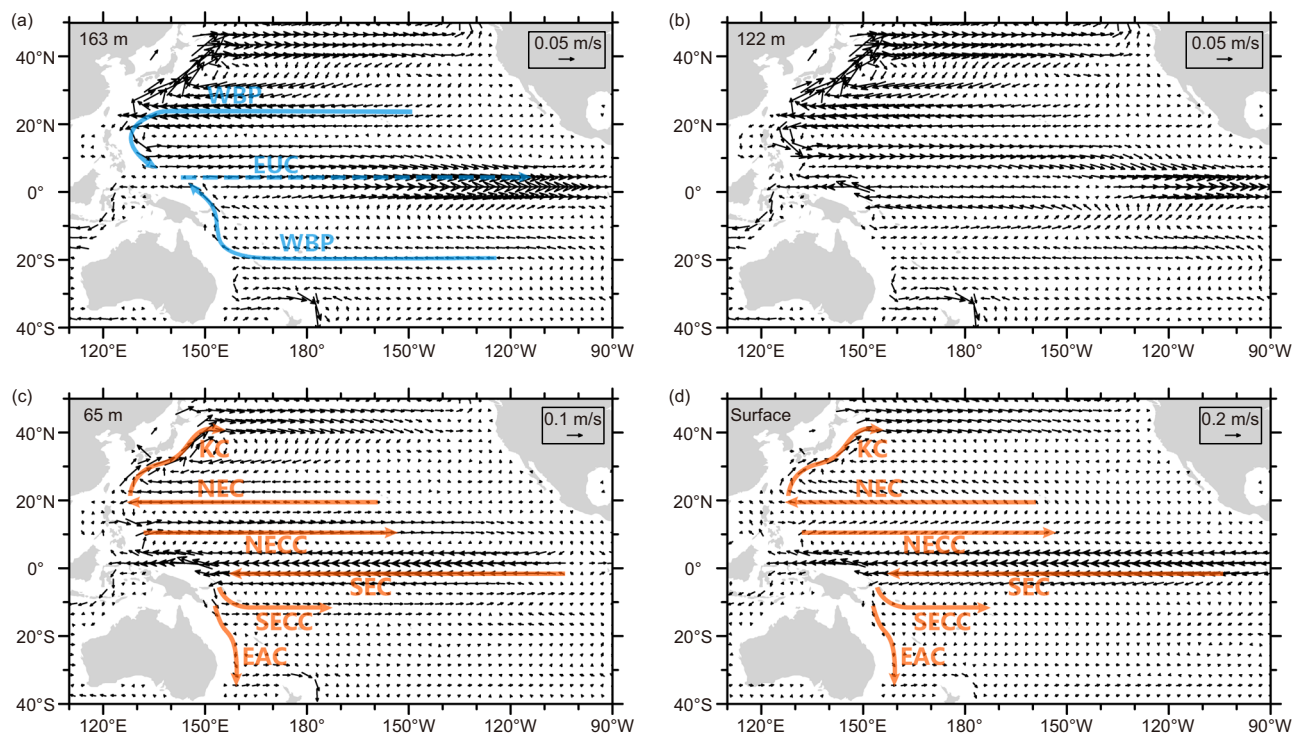 (a)
163 m
0.05 m/s
40°N
20°N
0°
20°S
40°S
WBP
EUC
WBP
120°E
150°E
180°
150°W
120°W
90°W
(b)
122 m
0.05 m/s
40°N
20°N
0°
20°S
40°S
120°E
150°E
180°
150°W
120°W
90°W
(c)
65 m
0.1 m/s
40°N
20°N
0°
20°S
40°S
KC
NEC
NECC
SEC
SECC
EAC
120°E
150°E
180°
150°W
120°W
90°W
(d)
Surface
0.2 m/s
40°N
20°N
0°
20°S
40°S
KC
NEC
NECC
SEC
SECC
EAC
120°E
150°E
180°
150°W
120°W
90°W